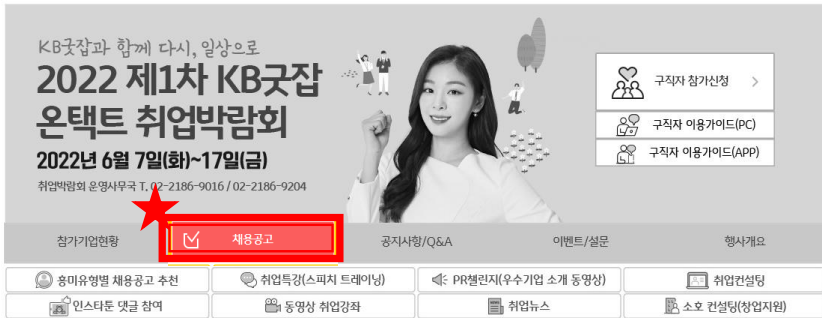 KB굿잡과 함께 다시, 일상으로
2022 제1차 KB굿잡
온택트 취업박람회
2022년 6월 7일(화)~17일(금)
취업박람회 운영사무국 T. 02-2186-9016 / 02-2186-9204
구직자 참가신청
구직자 이용가이드(PC)
구직자 이용가이드(APP)
참가기업현황 채용공고 공지사항/Q&A 이벤트/설문 행사개요
흥미유형별 채용공고 추천 취업특강(스피치 트레이닝) PR챌린지(우수기업 소개 동영상) 취업컨설팅
인스타툰 댓글 참여 동영상 취업강좌 취업뉴스 소호 컨설팅(창업지원)